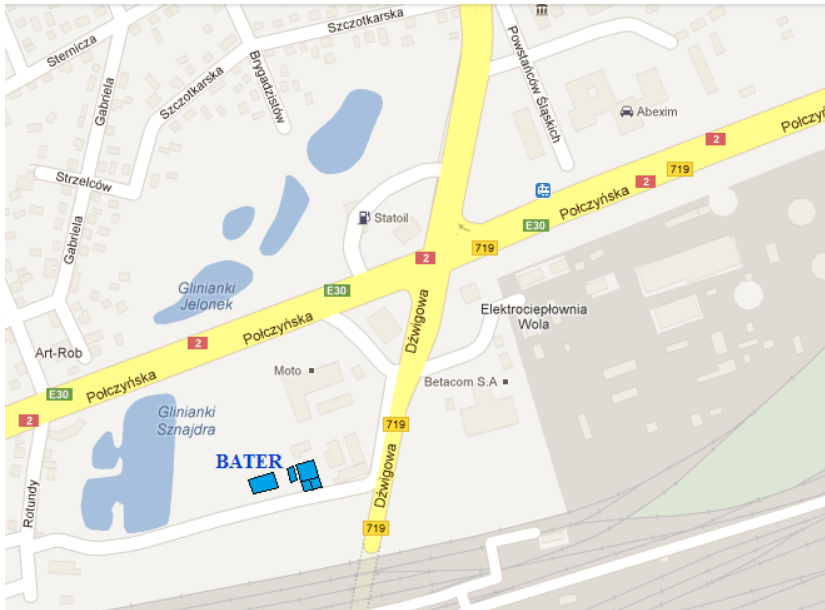 Szczotkarska
Sternicza
Brygadzistów
Powstańców Śląskich
Gabriela
Szczotkarska
Abexim
2
Połczyń
719
2
Strzelców
Połczyńska
Statoil
E30
Gabriela
719
2
Glinianki
Jelonek
E30
Elektrociepłownia
Wola
Połczyńska
Dźwigowa
2
Art-Rob
Moto
Połczyńska
Betacom S.A
E30
Glinianki
Sznajdra
2
719
BATER
Dźwigowa
Rotundy
719